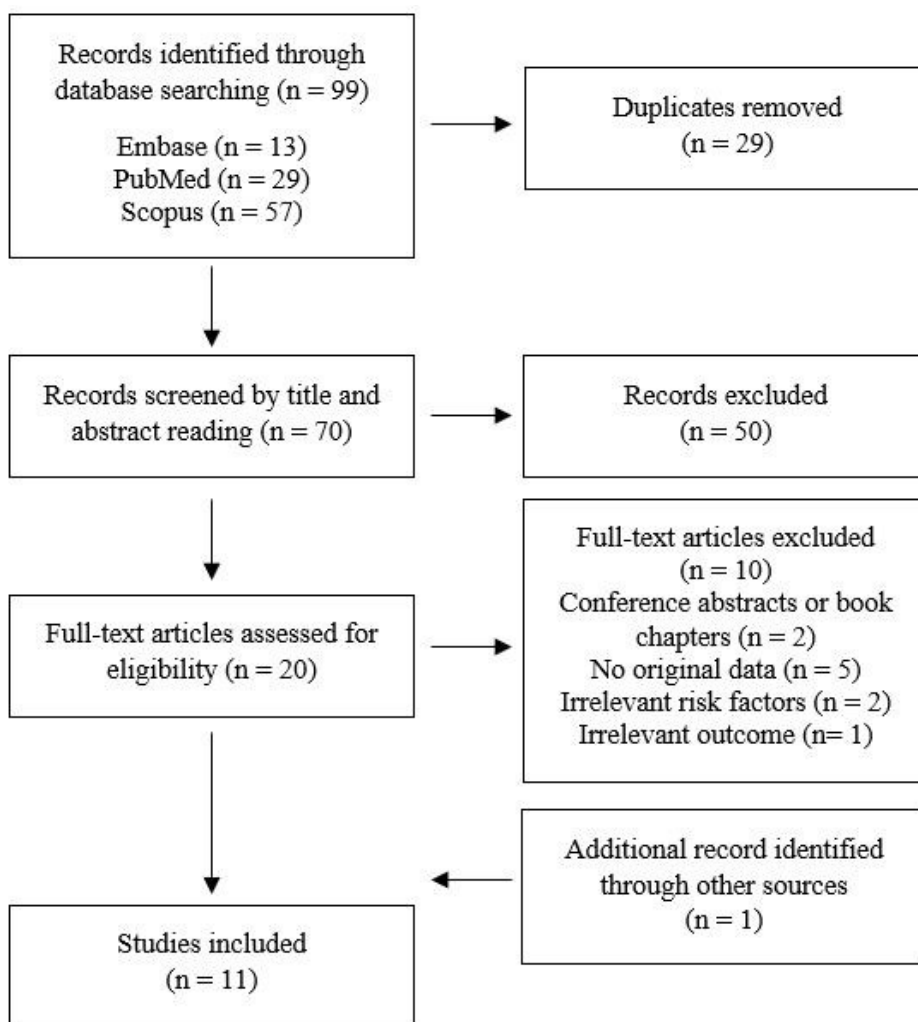 Records identified through
database searching (n = 99)
Embase (n = 13)
PubMed (n = 29)
Scopus (n = 57)
Duplicates removed
(n = 29)
Records screened by title and
abstract reading (n = 70)
Records excluded
(n = 50)
Full-text articles assessed for
eligibility (n = 20)
Full-text articles excluded
(n = 10)
Conference abstracts or book
chapters (n = 2)
No original data (n = 5)
Irrelevant risk factors (n = 2)
Irrelevant outcome (n= 1)
Additional record identified
through other sources
(n = 1)
Studies included
(n = 11)